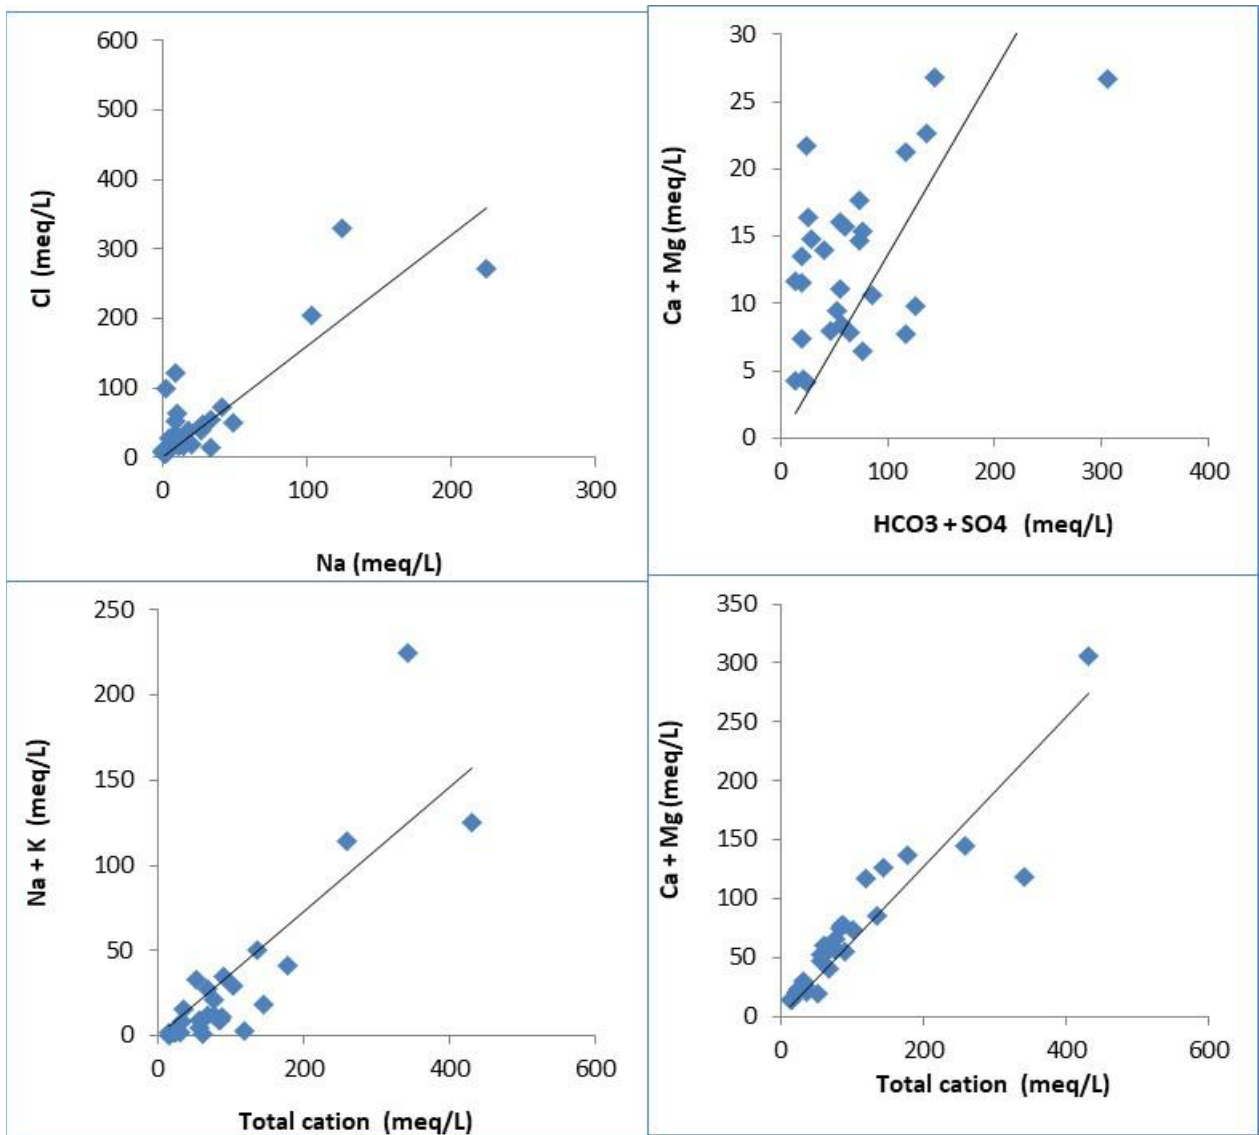 600
500
400
300
200
100
0
Cl (meq/L)
0 100 200 300
Na (meq/L)
30
25
20
15
10
5
0
Ca + Mg (meq/L)
0 100 200 300 400
HCO3 + SO4 (meq/L)
250
200
150
100
50
0
Na + K (meq/L)
0 200 400 600
Total cation (meq/L)
350
300
250
200
150
100
50
0
Ca + Mg (meq/L)
0 200 400 600
Total cation (meq/L)